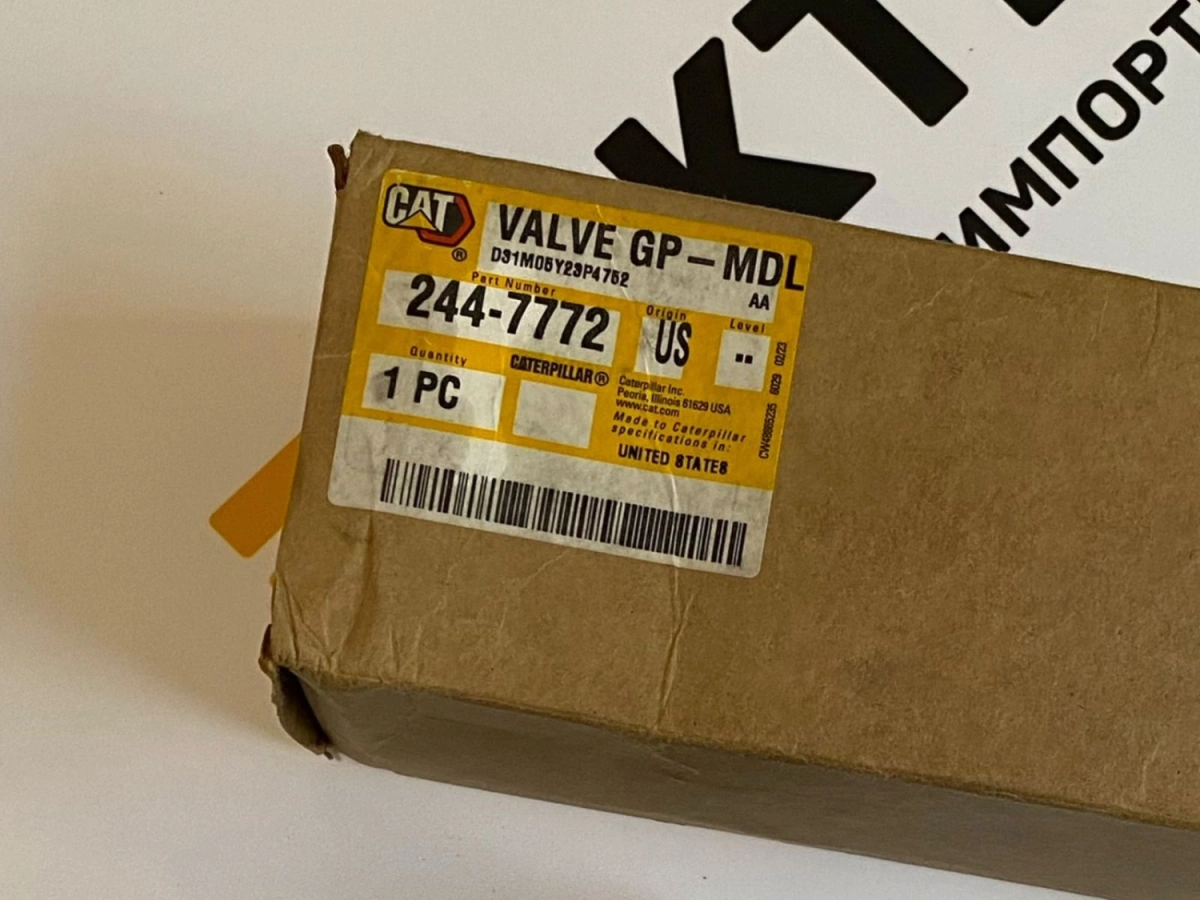 КТ
ИМПОРТ
CAT
®
VALVE GP-MDL
D31M05Y23P4752
AA
Part Number
244-7772
Origin
US
Level
--
Quantity
1 PC
CATERPILLAR®
Caterpillar Inc.
Peoria, Illinois 61629 USA
www.cat.com
Made to Caterpillar
specifications in:
UNITED STATES
6029 02/23